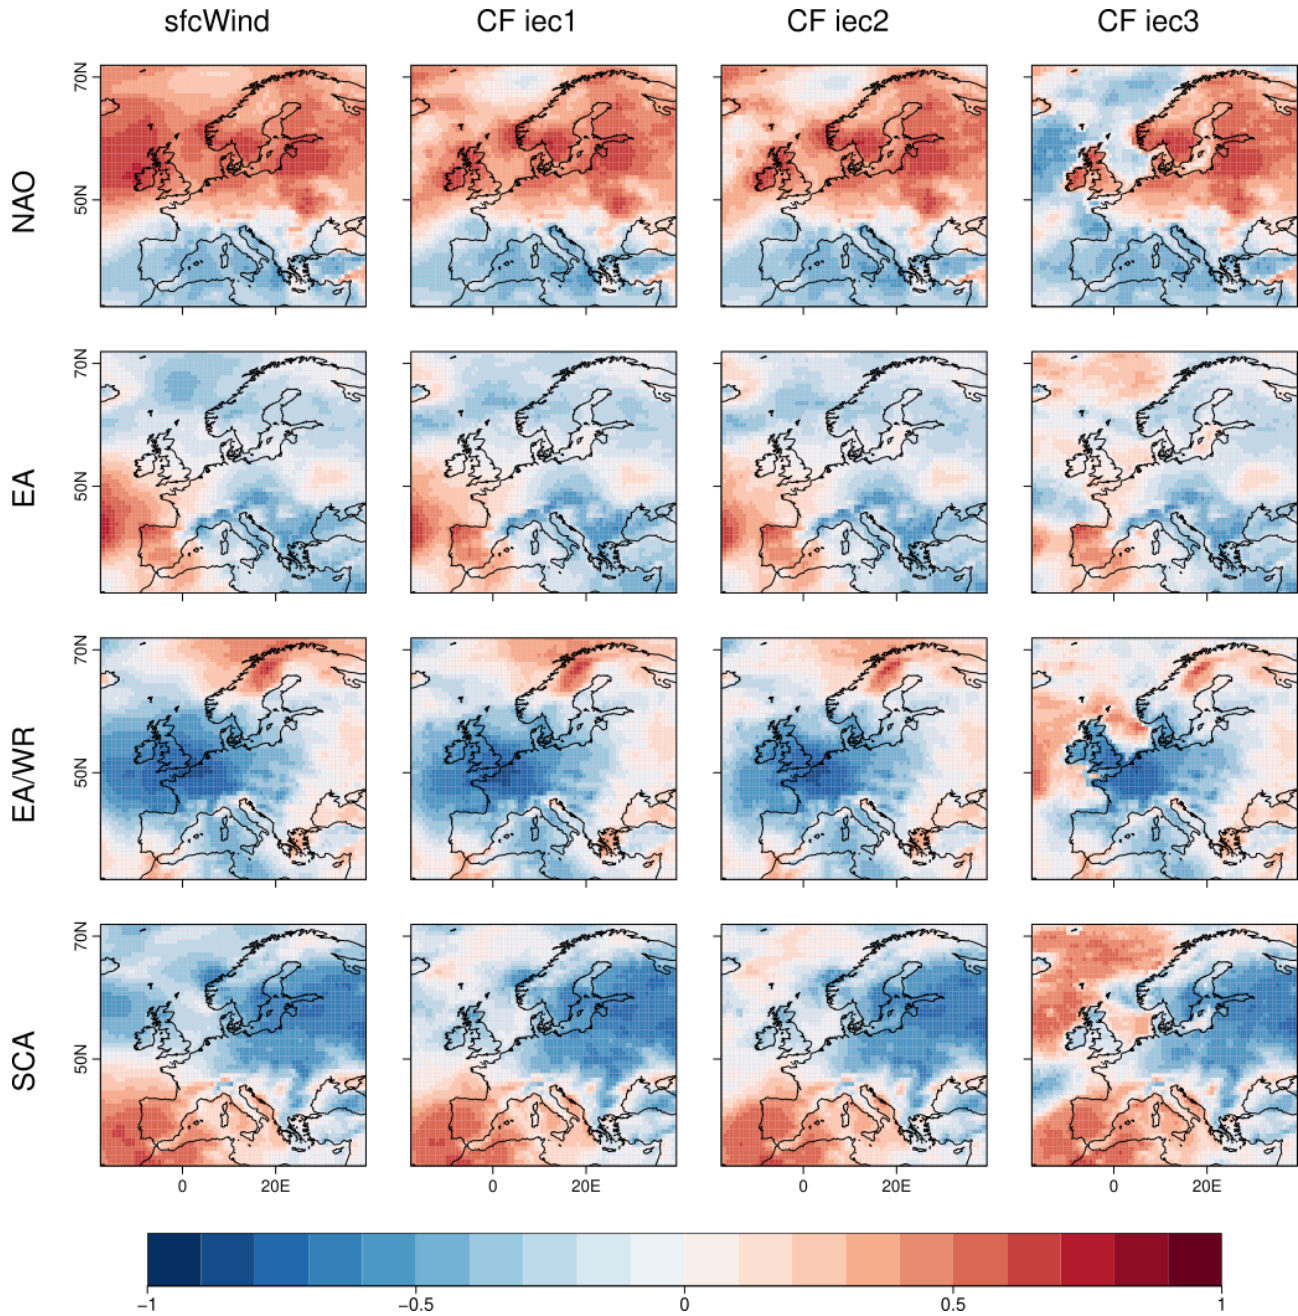 sfcWind CF iec1 CF iec2 CF iec3
NAO
70N
50N
EA
70N
50N
EA/WR
70N
50N
SCA
70N
50N
0 20E 0 20E 0 20E 0 20E
−1 −0.5 0 0.5 1